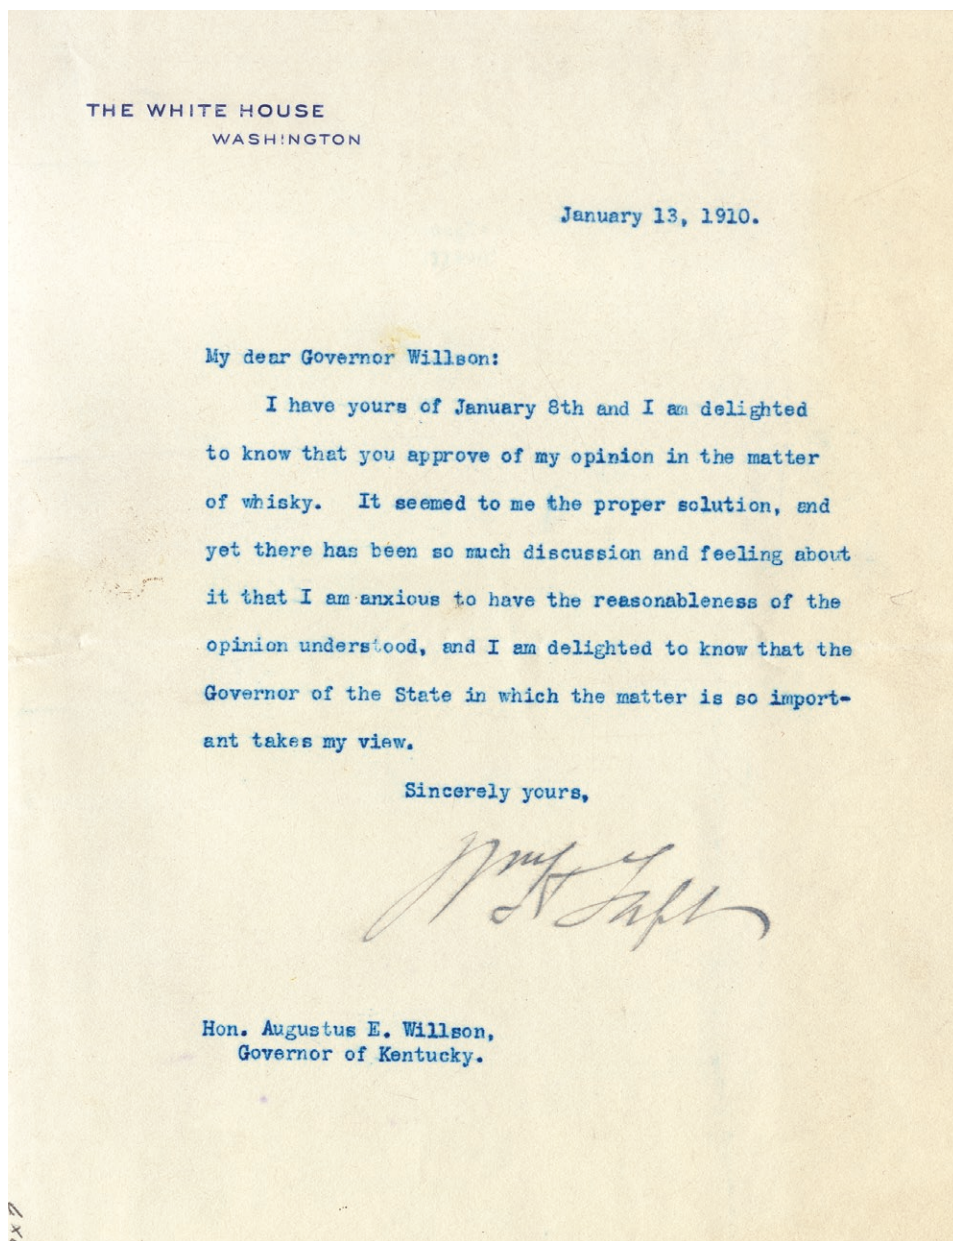 THE WHITE HOUSE
WASHINGTON
January 13, 1910.
My dear Governor Willson:
I have yours of January 8th and I am delighted
to know that you approve of my opinion in the matter
of whisky. It seemed to me the proper solution, and
yet there has been so much discussion and feeling about
it that I am anxious to have the reasonableness of the
opinion understood, and I am delighted to know that the
Governor of the State in which the matter is so import-
ant takes my view.
Sincerely yours,
Wm H Taft
Hon. Augustus E. Willson,
Governor of Kentucky.